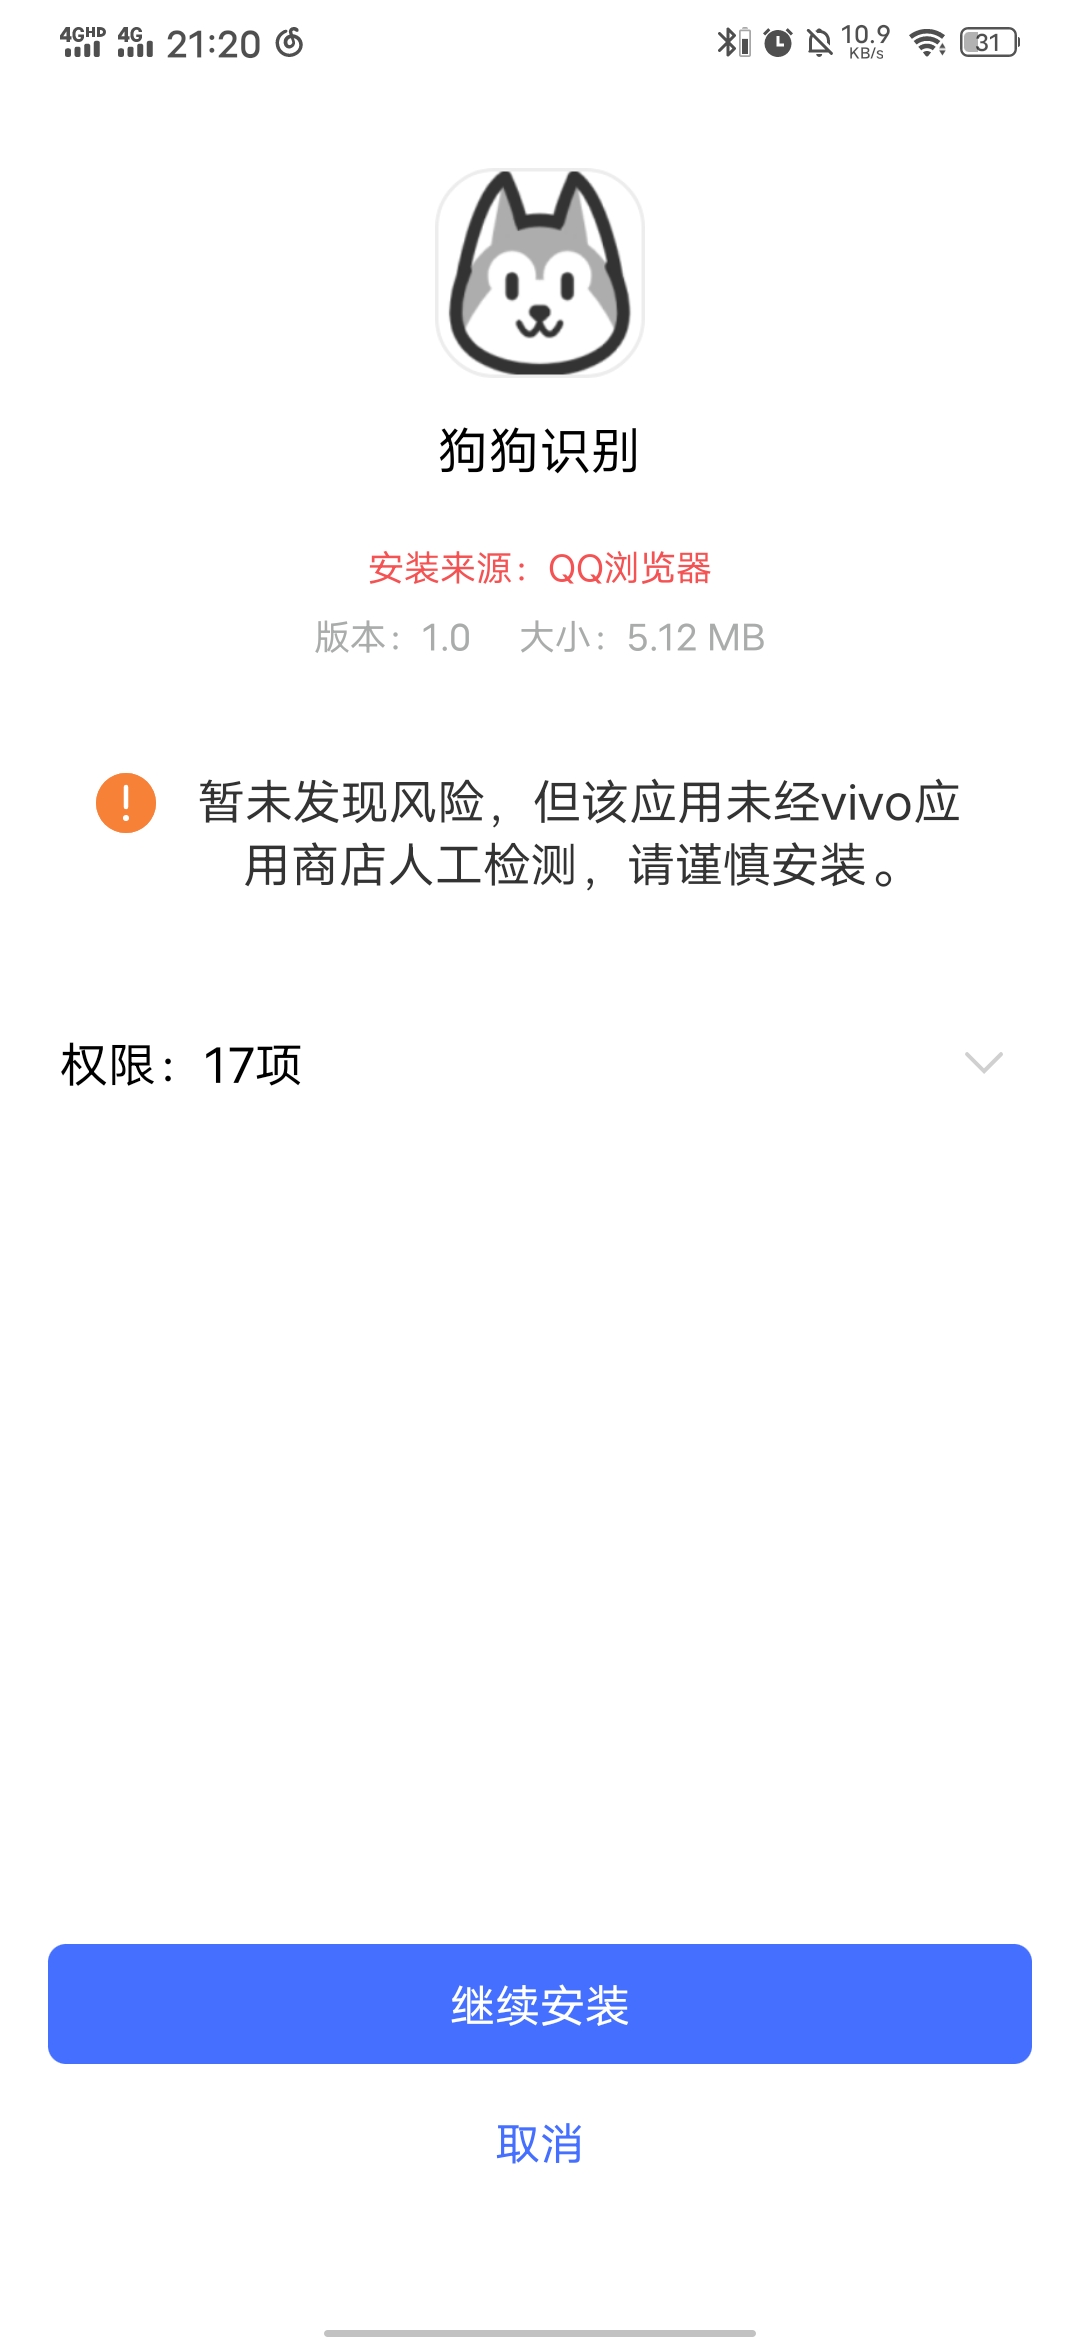 4GHD 4G 21:20 10.9 KB/s 31
狗狗识别
安装来源：QQ浏览器
版本：1.0 大小：5.12 MB
暂未发现风险，但该应用未经vivo应
用商店人工检测，请谨慎安装。
权限：17项
继续安装
取消